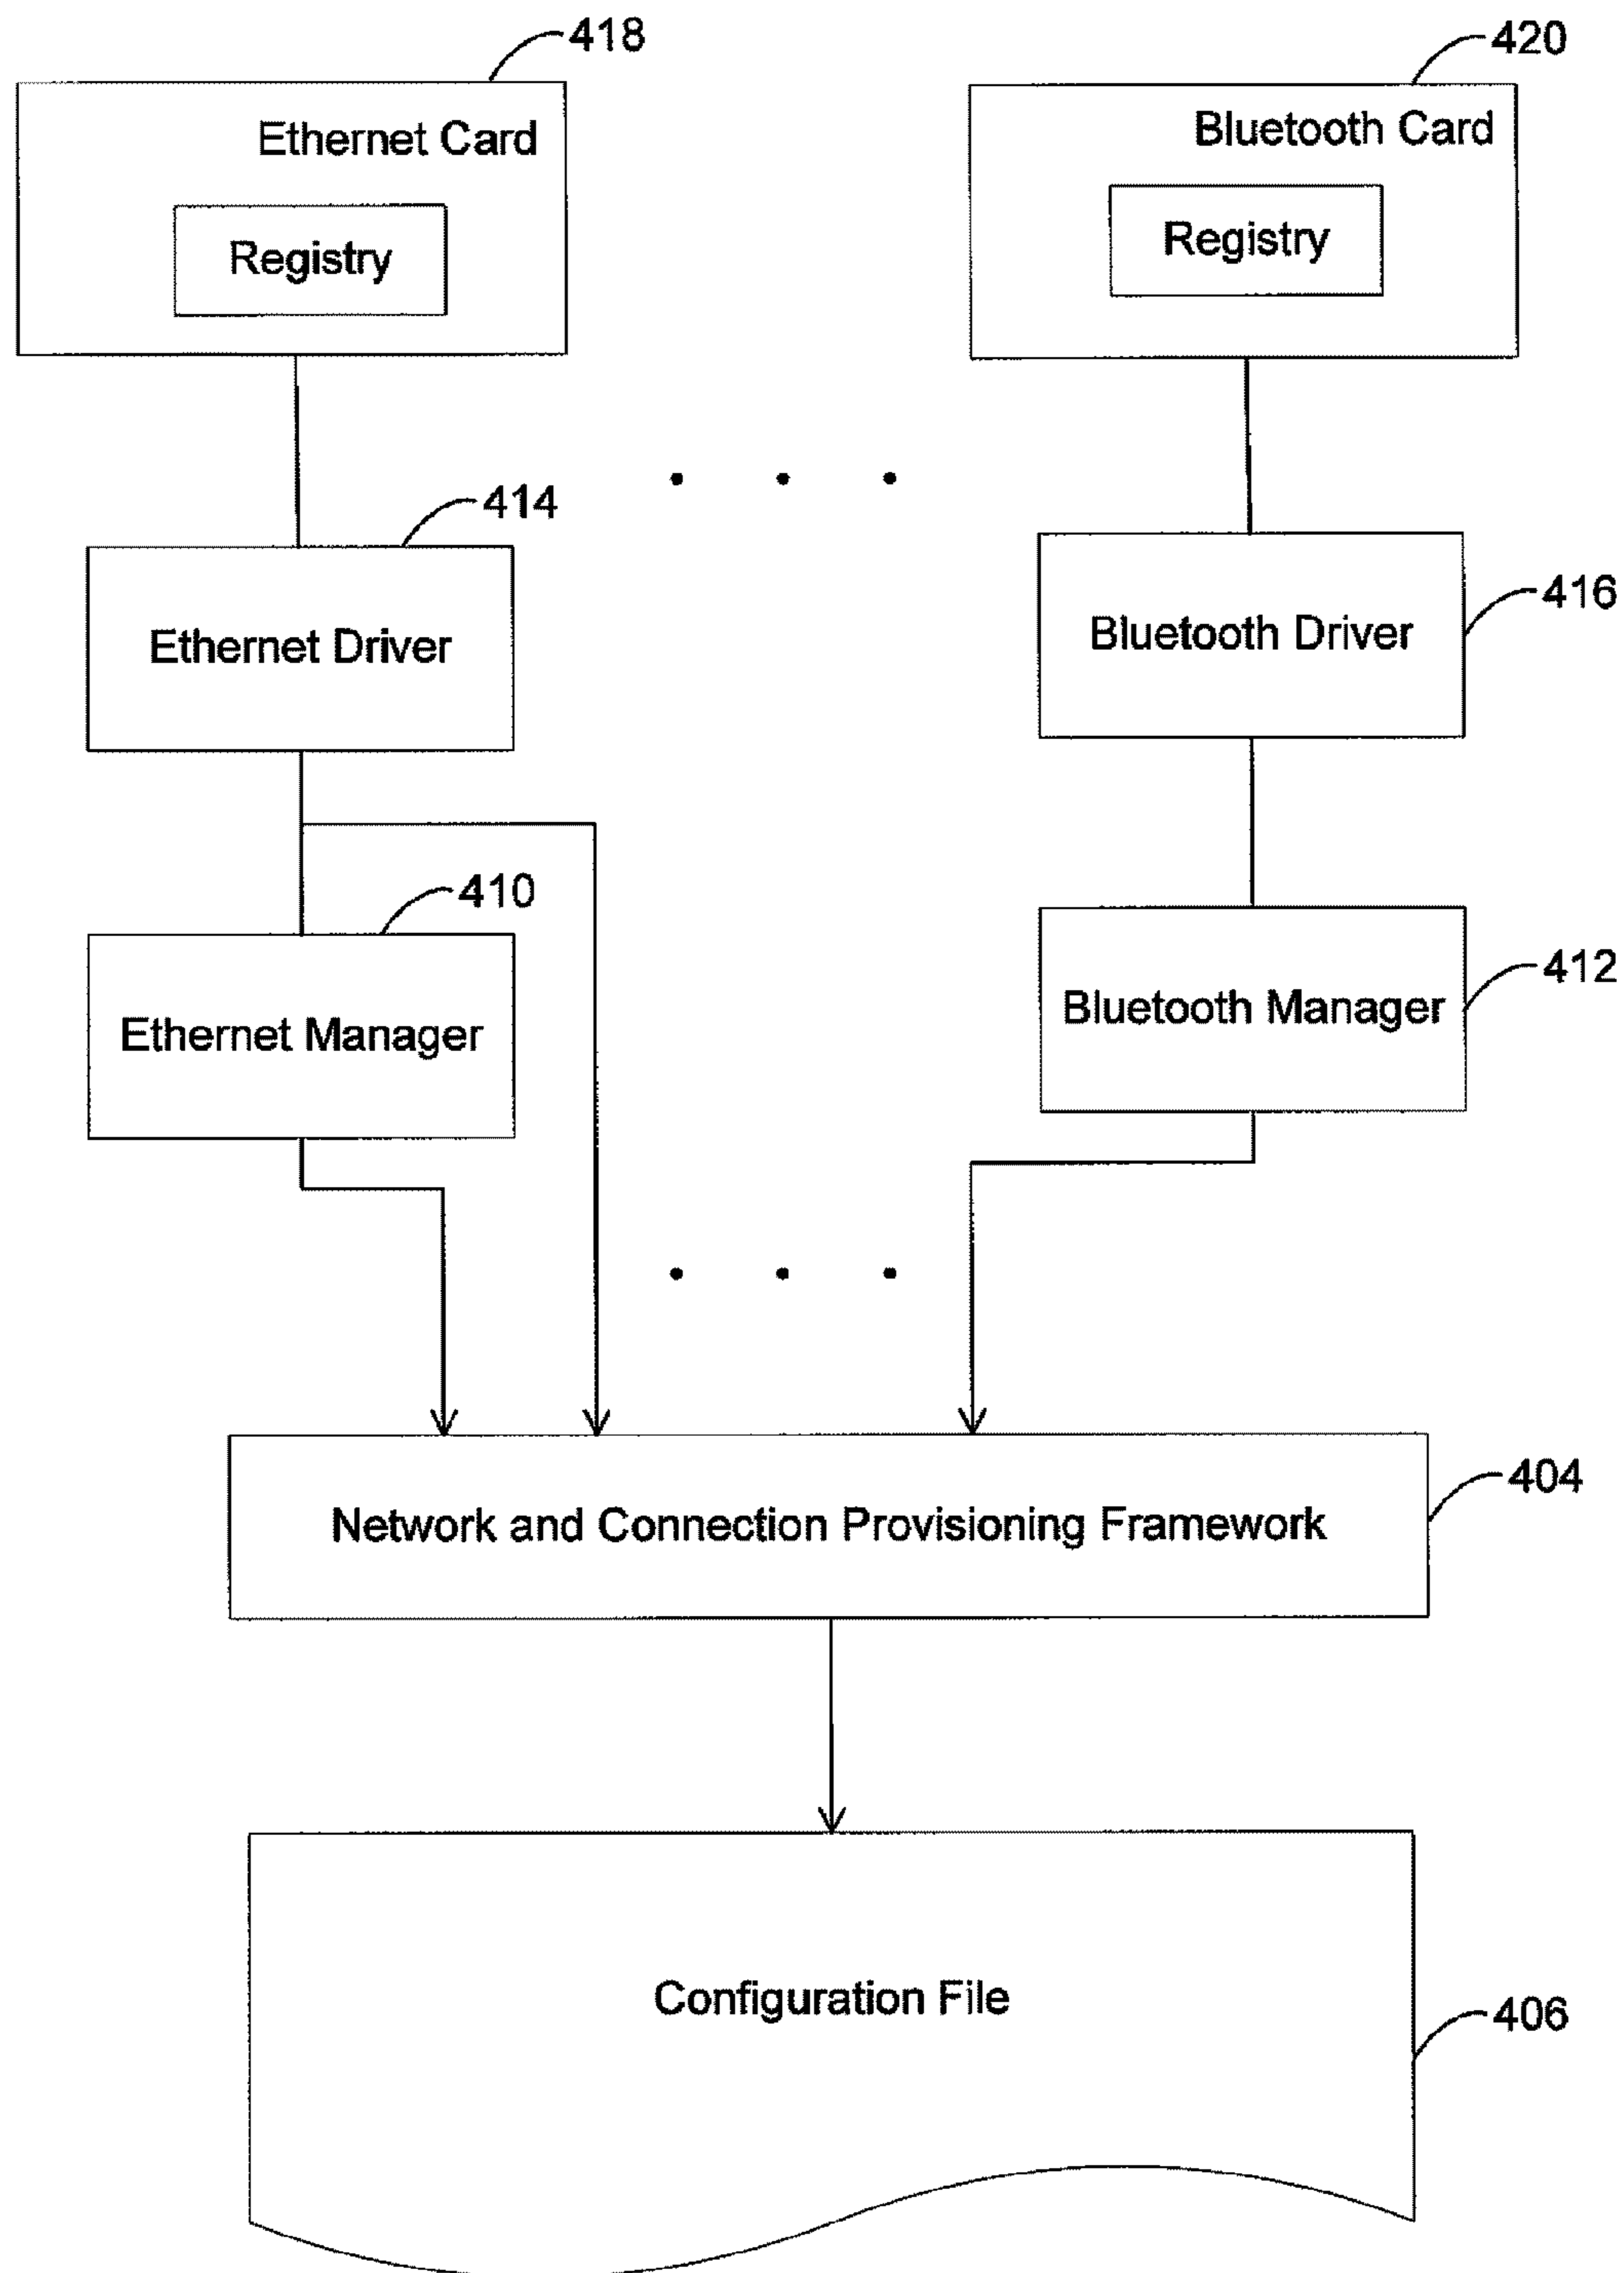 418
420
Ethernet Card
Bluetooth Card
Registry
Registry
414
416
Ethernet Driver
Bluetooth Driver
410
412
Ethernet Manager
Bluetooth Manager
404
Network and Connection Provisioning Framework
Configuration File
406